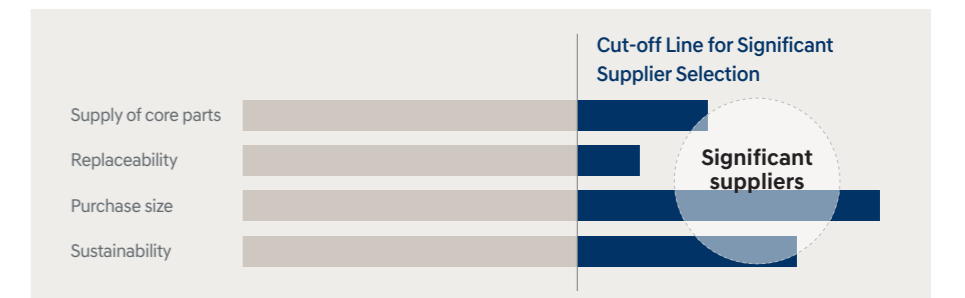 Cut-off Line for Significant
Supplier Selection
Supply of core parts
Replaceability
Significant
suppliers
Purchase size
Sustainability